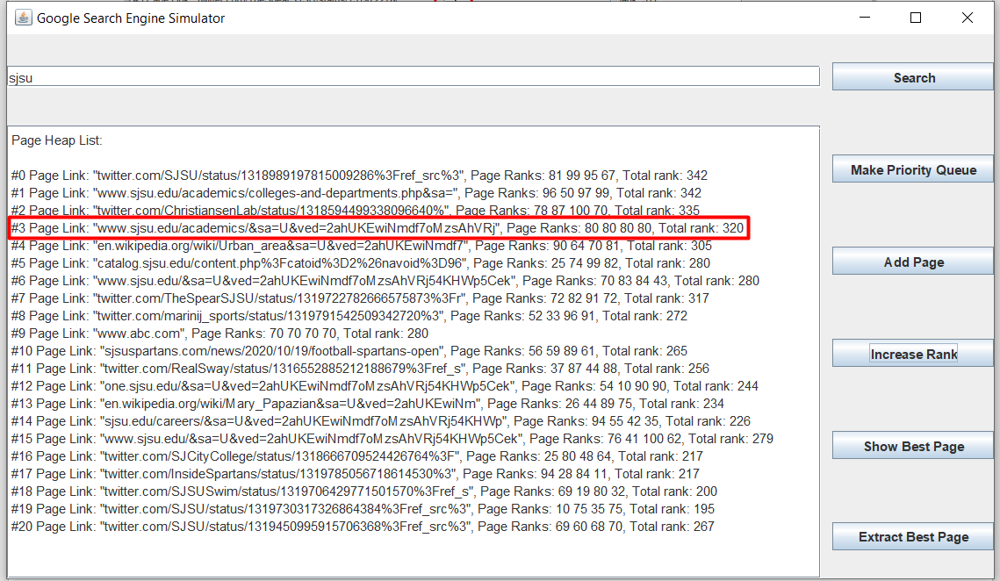 Google Search Engine Simulator
sjsu
Search
Page Heap List:
#0 Page Link: "twitter.com/SJSU/status/1318989197815009286%3Fref_src%3", Page Ranks: 81 99 95 67, Total rank: 342
#1 Page Link: "www.sjsu.edu/academics/colleges-and-departments.php&sa=", Page Ranks: 96 50 97 99, Total rank: 342
#2 Page Link: "twitter.com/ChristiansenLab/status/1318594499338096640%", Page Ranks: 78 87 100 70, Total rank: 335
#3 Page Link: "www.sjsu.edu/academics/&sa=U&ved=2ahUKEwiNmdf7oMzsAhVRj", Page Ranks: 80 80 80 80, Total rank: 320
#4 Page Link: "en.wikipedia.org/wiki/Urban_area&sa=U&ved=2ahUKEwiNmdf7", Page Ranks: 90 64 70 81, Total rank: 305
#5 Page Link: "catalog.sjsu.edu/content.php%3Fcatoid%3D2%26navoid%3D96", Page Ranks: 25 74 99 82, Total rank: 280
#6 Page Link: "www.sjsu.edu/&sa=U&ved=2ahUKEwiNmdf7oMzsAhVRj54KHWp5Cek", Page Ranks: 70 83 84 43, Total rank: 280
#7 Page Link: "twitter.com/TheSpearSJSU/status/1319722782666575873%3Fr", Page Ranks: 72 82 91 72, Total rank: 317
#8 Page Link: "twitter.com/marinij_sports/status/1319791542509342720%3", Page Ranks: 52 33 96 91, Total rank: 272
#9 Page Link: "www.abc.com", Page Ranks: 70 70 70 70, Total rank: 280
#10 Page Link: "sjsuspartans.com/news/2020/10/19/football-spartans-open", Page Ranks: 56 59 89 61, Total rank: 265
#11 Page Link: "twitter.com/RealSway/status/1316552885212188679%3Fref_s", Page Ranks: 37 87 44 88, Total rank: 256
#12 Page Link: "one.sjsu.edu/&sa=U&ved=2ahUKEwiNmdf7oMzsAhVRj54KHWp5Cek", Page Ranks: 54 10 90 90, Total rank: 244
#13 Page Link: "en.wikipedia.org/wiki/Mary_Papazian&sa=U&ved=2ahUKEwiNm", Page Ranks: 26 44 89 75, Total rank: 234
#14 Page Link: "sjsu.edu/careers/&sa=U&ved=2ahUKEwiNmdf7oMzsAhVRj54KHWp", Page Ranks: 94 55 42 35, Total rank: 226
#15 Page Link: "www.sjsu.edu/&sa=U&ved=2ahUKEwiNmdf7oMzsAhVRj54KHWp5Cek", Page Ranks: 76 41 100 62, Total rank: 279
#16 Page Link: "twitter.com/SJCityCollege/status/1318666709524426764%3F", Page Ranks: 25 80 48 64, Total rank: 217
#17 Page Link: "twitter.com/InsideSpartans/status/1319785056718614530%3", Page Ranks: 94 28 84 11, Total rank: 217
#18 Page Link: "twitter.com/SJSUSwim/status/1319706429771501570%3Fref_s", Page Ranks: 69 19 80 32, Total rank: 200
#19 Page Link: "twitter.com/SJSU/status/1319730317326864384%3Fref_src%3", Page Ranks: 10 75 35 75, Total rank: 195
#20 Page Link: "twitter.com/SJSU/status/1319450995915706368%3Fref_src%3", Page Ranks: 69 60 68 70, Total rank: 267
Make Priority Queue
Add Page
Increase Rank
Show Best Page
Extract Best Page